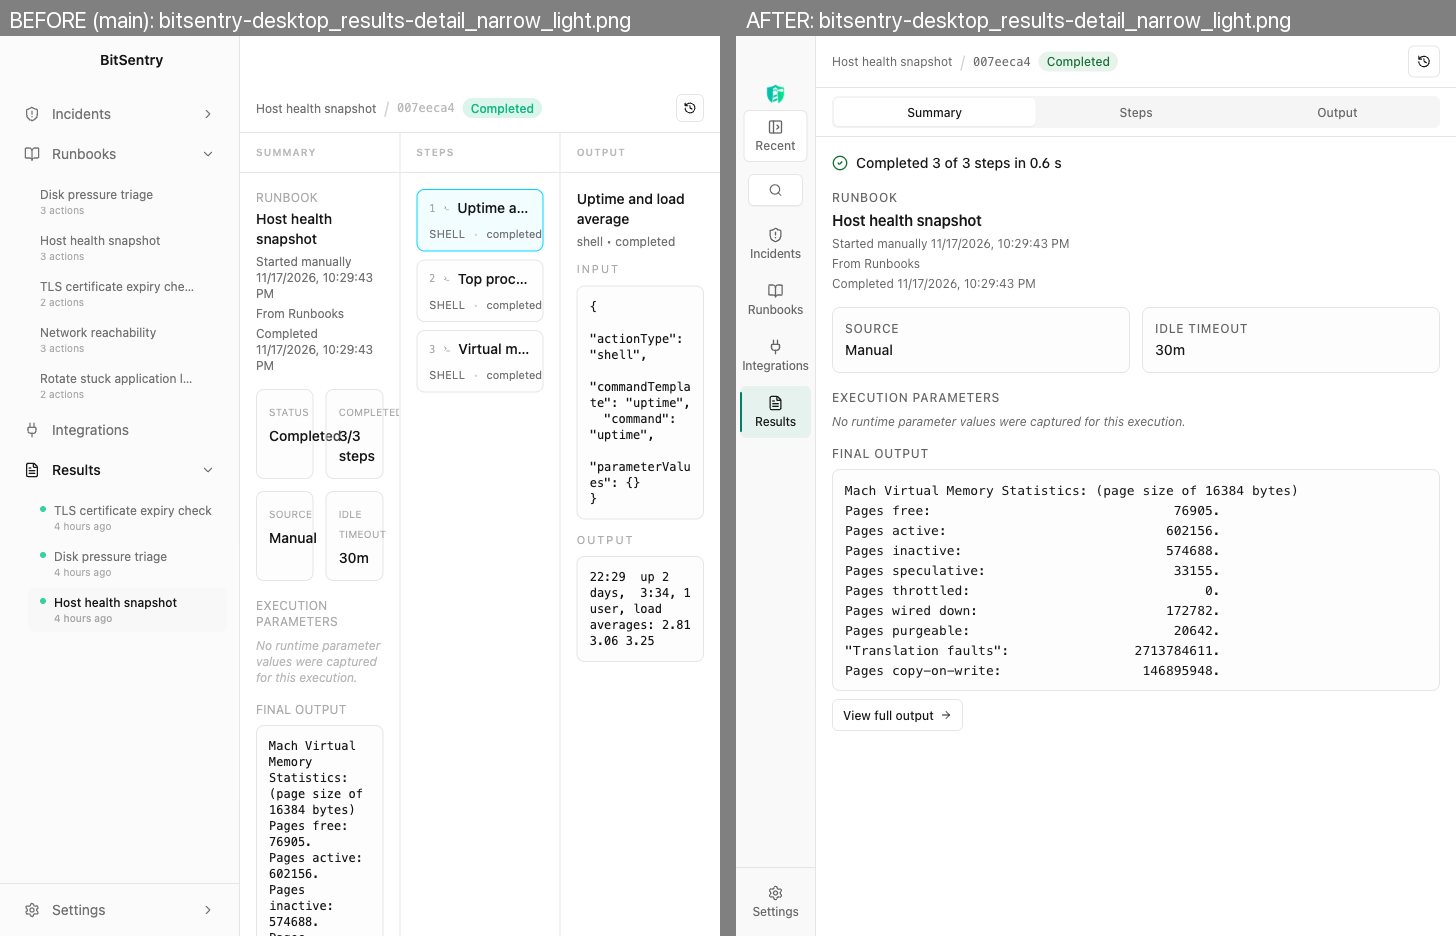 BEFORE (main): bitsentry-desktop_results-detail_narrow_light.png
BitSentry
Incidents
Runbooks
Disk pressure triage
3 actions
Host health snapshot
3 actions
TLS certificate expiry che...
2 actions
Network reachability
3 actions
Rotate stuck application l...
2 actions
Integrations
Results
TLS certificate expiry check
4 hours ago
Disk pressure triage
4 hours ago
Host health snapshot
4 hours ago
Settings
Host health snapshot / 007eeca4 Completed
SUMMARY
RUNBOOK
Host health
snapshot
Started manually
11/17/2026, 10:29:43
PM
From Runbooks
Completed
11/17/2026, 10:29:43
PM
STATUS
Completed
COMPLETED
3/3
steps
SOURCE
Manual
IDLE
TIMEOUT
30m
EXECUTION
PARAMETERS
No runtime parameter
values were captured
for this execution.
FINAL OUTPUT
Mach Virtual
Memory
Statistics:
(page size of
16384 bytes)
Pages free:
76905.
Pages active:
602156.
Pages
inactive:
574688.
STEPS
1 Uptime a...
SHELL · completed
2 Top proc...
SHELL · completed
3 Virtual m...
SHELL · completed
OUTPUT
Uptime and load
average
shell • completed
INPUT
{
"actionType":
"shell",
"commandTempla
te": "uptime",
"command":
"uptime",
"parameterValu
es": {}
}
OUTPUT
22:29 up 2
days, 3:34, 1
user, load
averages: 2.81
3.06 3.25
AFTER: bitsentry-desktop_results-detail_narrow_light.png
Recent
Incidents
Runbooks
Integrations
Results
Settings
Host health snapshot / 007eeca4 Completed
Summary
Steps
Output
Completed 3 of 3 steps in 0.6 s
RUNBOOK
Host health snapshot
Started manually 11/17/2026, 10:29:43 PM
From Runbooks
Completed 11/17/2026, 10:29:43 PM
SOURCE
Manual
IDLE TIMEOUT
30m
EXECUTION PARAMETERS
No runtime parameter values were captured for this execution.
FINAL OUTPUT
Mach Virtual Memory Statistics: (page size of 16384 bytes)
Pages free: 76905.
Pages active: 602156.
Pages inactive: 574688.
Pages speculative: 33155.
Pages throttled: 0.
Pages wired down: 172782.
Pages purgeable: 20642.
"Translation faults": 2713784611.
Pages copy-on-write: 146895948.
View full output →